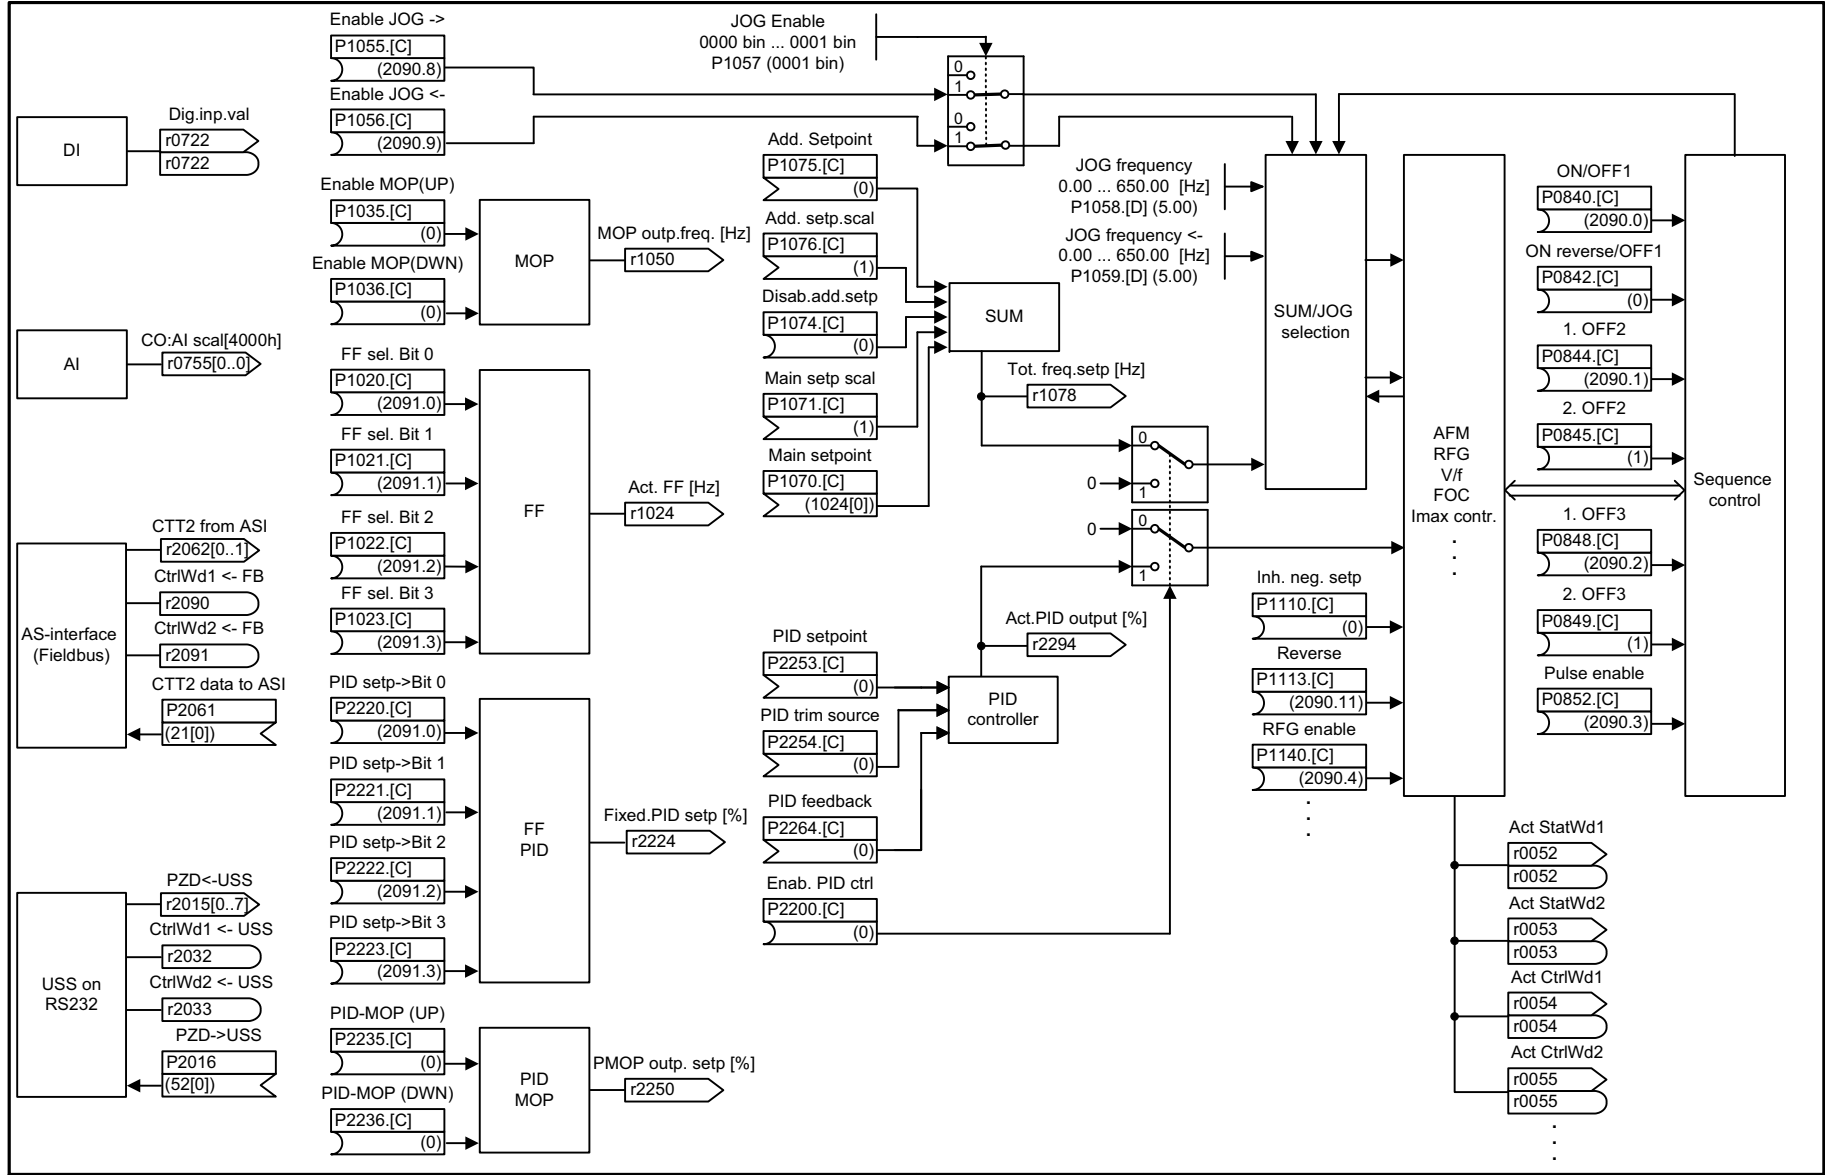 DI
Dig.inp.val
r0722
r0722
AI
CO:AI scal[4000h]
r0755[0..0]
AS-interface
(Fieldbus)
CTT2 from ASI
r2062[0..1]
CtrlWd1 <- FB
r2090
CtrlWd2 <- FB
r2091
CTT2 data to ASI
P2061
(21[0])
USS on
RS232
PZD<-USS
r2015[0..7]
CtrlWd1 <- USS
r2032
CtrlWd2 <- USS
r2033
PZD->USS
P2016
(52[0])
Enable JOG ->
P1055.[C]
(2090.8)
Enable JOG <-
P1056.[C]
(2090.9)
Enable MOP(UP)
P1035.[C]
(0)
Enable MOP(DWN)
P1036.[C]
(0)
MOP
MOP outp.freq. [Hz]
r1050
FF sel. Bit 0
P1020.[C]
(2091.0)
FF sel. Bit 1
P1021.[C]
(2091.1)
FF sel. Bit 2
P1022.[C]
(2091.2)
FF sel. Bit 3
P1023.[C]
(2091.3)
FF
Act. FF [Hz]
r1024
PID setp->Bit 0
P2220.[C]
(2091.0)
PID setp->Bit 1
P2221.[C]
(2091.1)
PID setp->Bit 2
P2222.[C]
(2091.2)
PID setp->Bit 3
P2223.[C]
(2091.3)
FF
PID
Fixed.PID setp [%]
r2224
PID-MOP (UP)
P2235.[C]
(0)
PID-MOP (DWN)
P2236.[C]
(0)
PID
MOP
PMOP outp. setp [%]
r2250
JOG Enable
0000 bin ... 0001 bin
P1057 (0001 bin)
0
1
0
1
Add. Setpoint
P1075.[C]
(0)
Add. setp.scal
P1076.[C]
(1)
Disab.add.setp
P1074.[C]
(0)
Main setp scal
P1071.[C]
(1)
Main setpoint
P1070.[C]
(1024[0])
SUM
Tot. freq.setp [Hz]
r1078
0
0
1
0
0
1
PID setpoint
P2253.[C]
(0)
PID trim source
P2254.[C]
(0)
PID feedback
P2264.[C]
(0)
Enab. PID ctrl
P2200.[C]
(0)
PID
controller
Act.PID output [%]
r2294
JOG frequency
0.00 ... 650.00 [Hz]
P1058.[D] (5.00)
JOG frequency <-
0.00 ... 650.00 [Hz]
P1059.[D] (5.00)
SUM/JOG
selection
Inh. neg. setp
P1110.[C]
(0)
Reverse
P1113.[C]
(2090.11)
RFG enable
P1140.[C]
(2090.4)
.
.
.
AFM
RFG
V/f
FOC
Imax contr.
.
.
.
ON/OFF1
P0840.[C]
(2090.0)
ON reverse/OFF1
P0842.[C]
(0)
1. OFF2
P0844.[C]
(2090.1)
2. OFF2
P0845.[C]
(1)
1. OFF3
P0848.[C]
(2090.2)
2. OFF3
P0849.[C]
(1)
Pulse enable
P0852.[C]
(2090.3)
Sequence
control
Act StatWd1
r0052
r0052
Act StatWd2
r0053
r0053
Act CtrlWd1
r0054
r0054
Act CtrlWd2
r0055
r0055
.
.
.